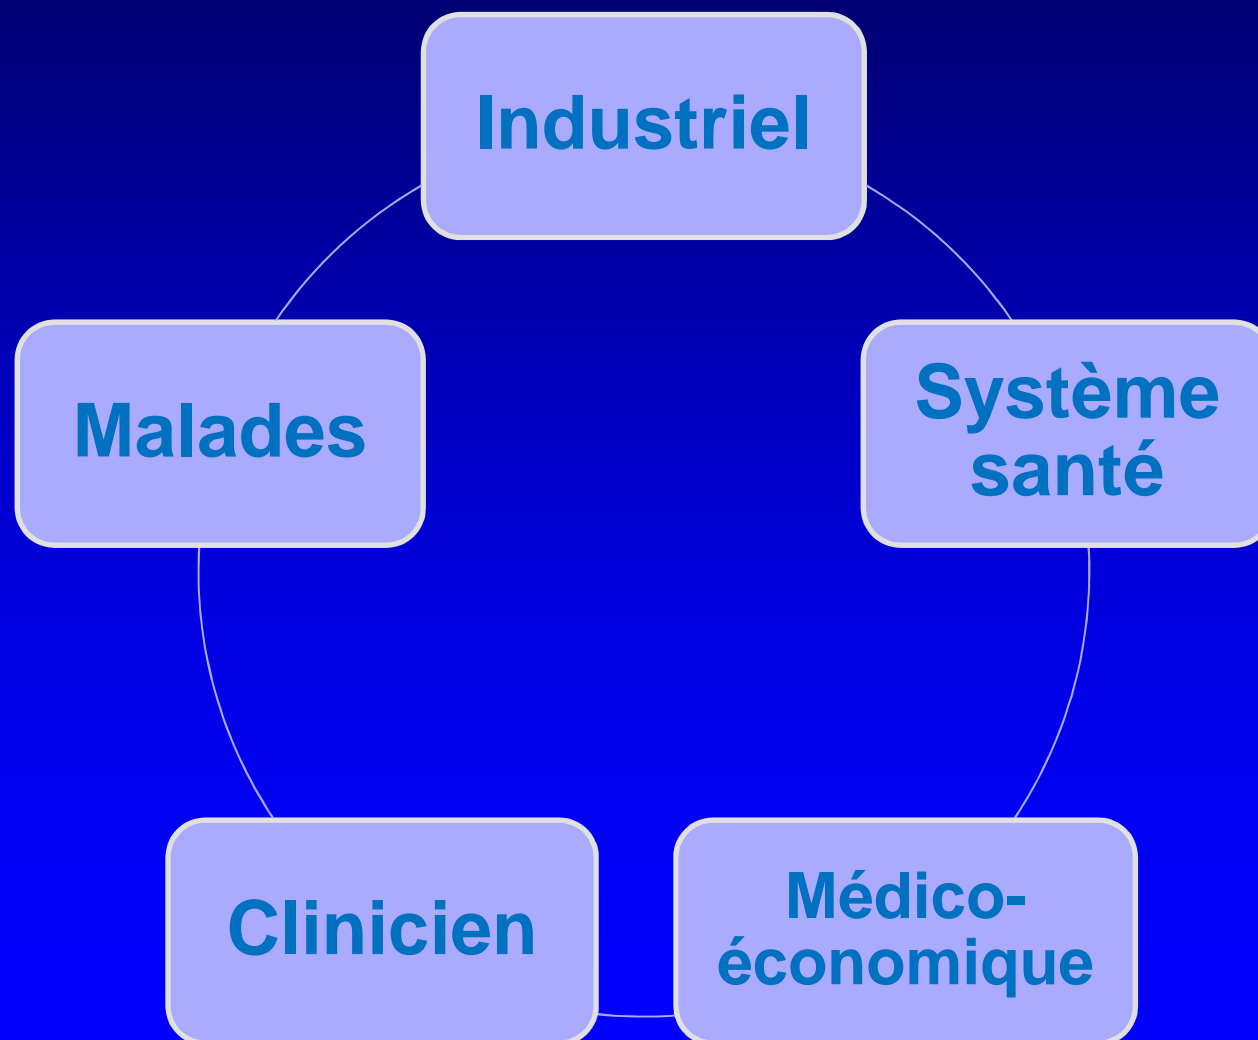 Industriel
Malades
Système
santé
Clinicien
Médico-
économique